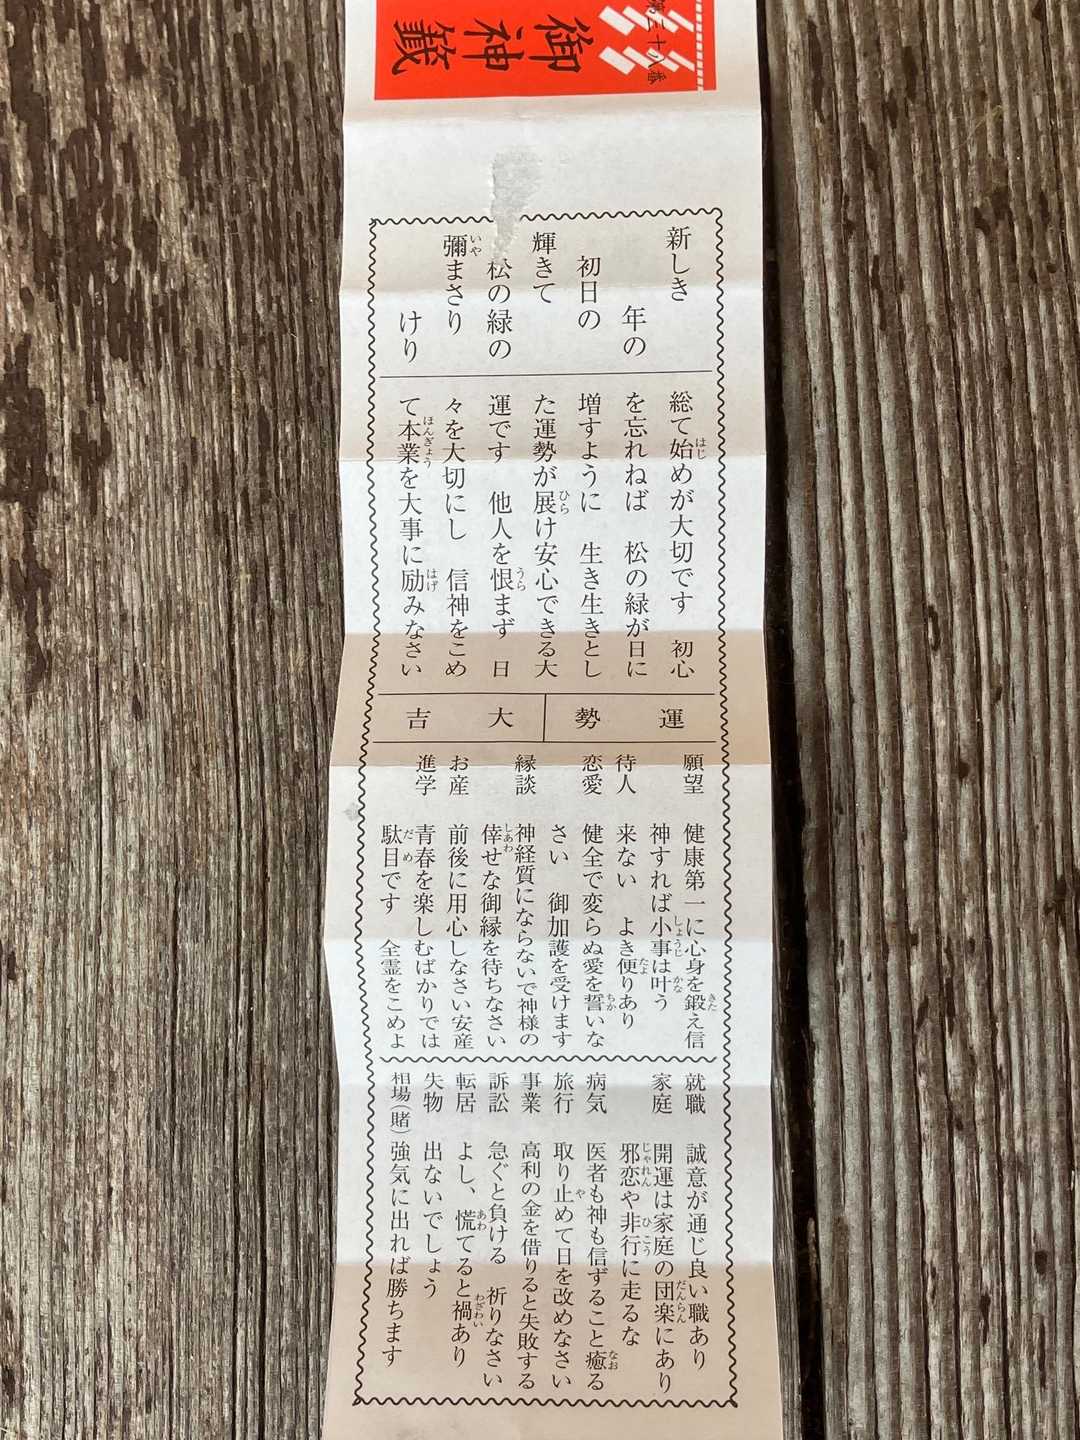 御神籤
第三十八番
新しき
年の
初日の
輝きて
松の緑の
彌まさり
けり
総て始めが大切です　初心
を忘れねば　松の緑が日に
増すように　生き生きとし
た運勢が展け安心できる大
運です　他人を恨まず　日
々を大切にし　信神をこめ
て本業を大事に励みなさい
運勢　大吉
願望　健康第一に心身を鍛え信
神すれば小事は叶う
待人　来ない　よき便りあり
恋愛　健全で変らぬ愛を誓いな
さい　御加護を受けます
縁談　神経質にならないで神様の
倖せな御縁を待ちなさい
お産　前後に用心しなさい安産
進学　青春を楽しむばかりでは
駄目です　全霊をこめよ
就職　誠意が通じ良い職あり
家庭　開運は家庭の団楽にあり
邪恋や非行に走るな
病気　医者も神も信ずること癒る
旅行　取り止めて日を改めなさい
事業　高利の金を借りると失敗する
訴訟　急ぐと負ける　祈りなさい
転居　よし、慌てると禍あり
失物　出ないでしょう
相場（賭）　強気に出れば勝ちます